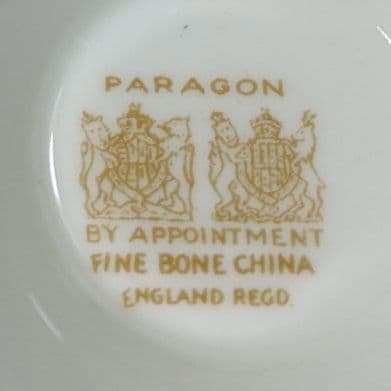 PARAGON
BY APPOINTMENT
FINE BONE CHINA
ENGLAND REGD